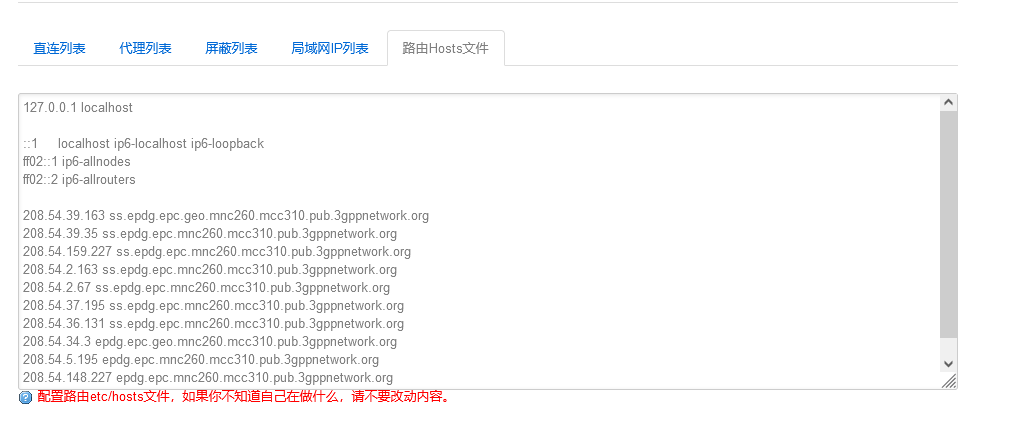 直连列表 代理列表 屏蔽列表 局域网IP列表 路由Hosts文件
127.0.0.1 localhost
::1 localhost ip6-localhost ip6-loopback
ff02::1 ip6-allnodes
ff02::2 ip6-allrouters
208.54.39.163 ss.epdg.epc.geo.mnc260.mcc310.pub.3gppnetwork.org
208.54.39.35 ss.epdg.epc.mnc260.mcc310.pub.3gppnetwork.org
208.54.159.227 ss.epdg.epc.mnc260.mcc310.pub.3gppnetwork.org
208.54.2.163 ss.epdg.epc.mnc260.mcc310.pub.3gppnetwork.org
208.54.2.67 ss.epdg.epc.mnc260.mcc310.pub.3gppnetwork.org
208.54.37.195 ss.epdg.epc.mnc260.mcc310.pub.3gppnetwork.org
208.54.36.131 ss.epdg.epc.mnc260.mcc310.pub.3gppnetwork.org
208.54.34.3 epdg.epc.geo.mnc260.mcc310.pub.3gppnetwork.org
208.54.5.195 epdg.epc.mnc260.mcc310.pub.3gppnetwork.org
208.54.148.227 epdg.epc.mnc260.mcc310.pub.3gppnetwork.org
配置路由etc/hosts文件，如果你不知道自己在做什么，请不要改动内容。